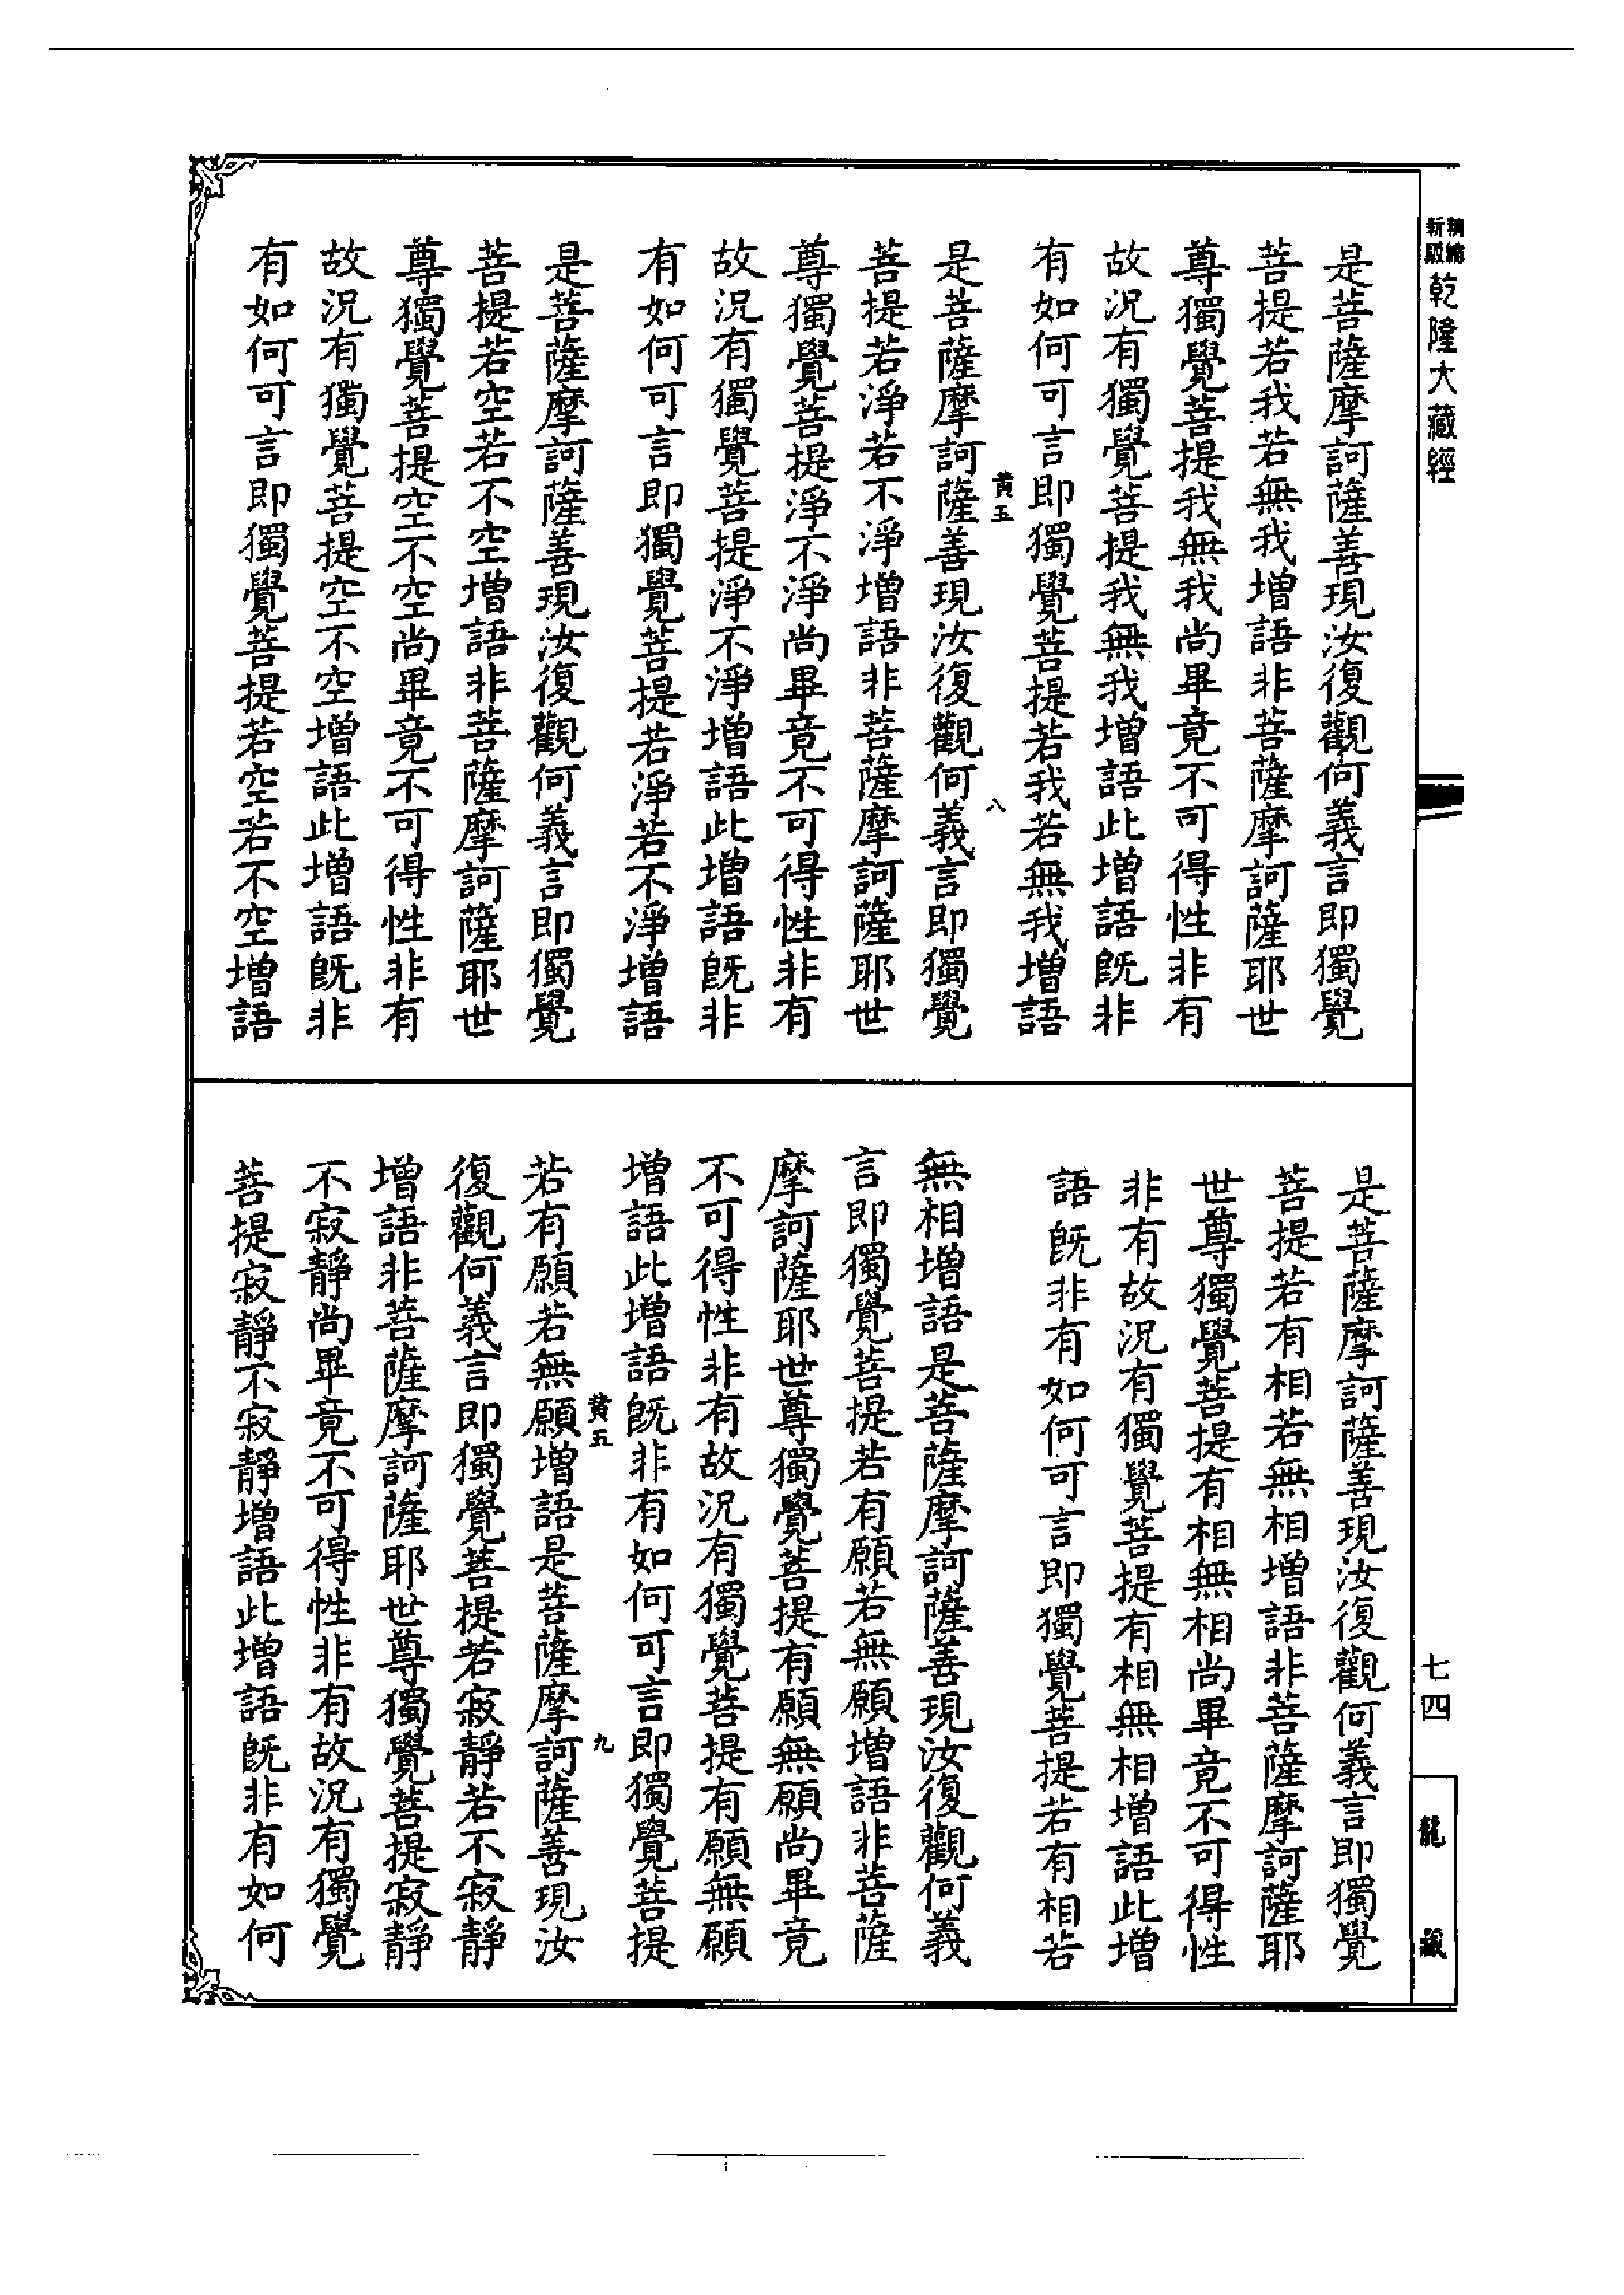 乾隆大藏經
是菩薩摩訶薩善現汝復觀何義言即獨覺
菩提若我若無我增語非菩薩摩訶薩耶世
尊獨覺菩提我無我尚畢竟不可得性非有
故況有獨覺菩提我無我增語此增語旣非
有如何可言即獨覺菩提若我若無我增語
黃五
八
是菩薩摩訶薩善現汝復觀何義言即獨覺
菩提若淨若不淨增語非菩薩摩訶薩耶世
尊獨覺菩提淨不淨尚畢竟不可得性非有
故況有獨覺菩提淨不淨增語此增語旣非
有如何可言即獨覺菩提若淨若不淨增語
是菩薩摩訶薩善現汝復觀何義言即獨覺
菩提若空若不空增語非菩薩摩訶薩耶世
尊獨覺菩提空不空尚畢竟不可得性非有
故況有獨覺菩提空不空增語此增語旣非
有如何可言即獨覺菩提若空若不空增語
七四
龍藏
是菩薩摩訶薩善現汝復觀何義言即獨覺
菩提若有相若無相增語非菩薩摩訶薩耶
世尊獨覺菩提有相無相尚畢竟不可得性
非有故況有獨覺菩提有相無相增語此增
語旣非有如何可言即獨覺菩提若有相若
無相增語是菩薩摩訶薩善現汝復觀何義
言即獨覺菩提若有願若無願增語非菩薩
摩訶薩耶世尊獨覺菩提有願無願尚畢竟
不可得性非有故況有獨覺菩提有願無願
增語此增語旣非有如何可言即獨覺菩提
黃五
九
若有願若無願增語是菩薩摩訶薩善現汝
復觀何義言即獨覺菩提若寂靜若不寂靜
增語非菩薩摩訶薩耶世尊獨覺菩提寂靜
不寂靜尚畢竟不可得性非有故況有獨覺
菩提寂靜不寂靜增語此增語旣非有如何